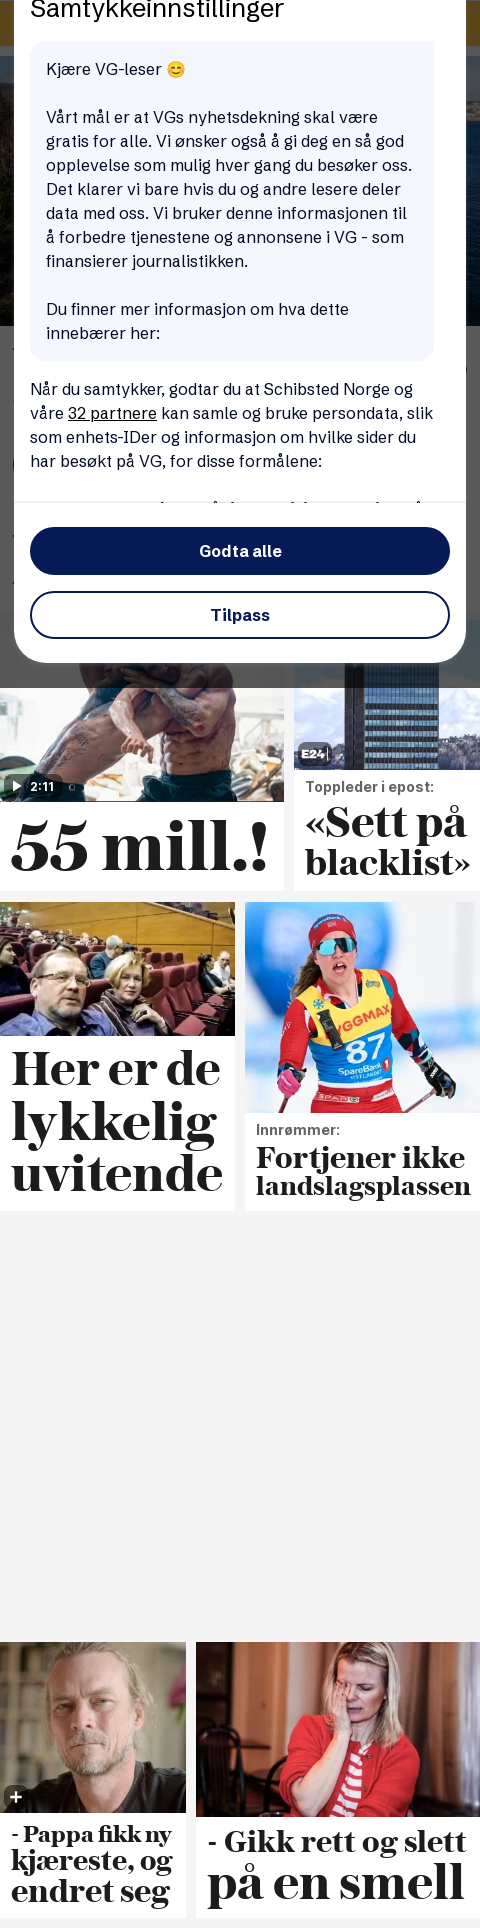 Samtykkeinnstillinger
Kjære VG-leser 😊
Vårt mål er at VGs nyhetsdekning skal være
gratis for alle. Vi ønsker også å gi deg en så god
opplevelse som mulig hver gang du besøker oss.
Det klarer vi bare hvis du og andre lesere deler
data med oss. Vi bruker denne informasjonen til
å forbedre tjenestene og annonsene i VG - som
finansierer journalistikken.
Du finner mer informasjon om hva dette
innebærer her:
Når du samtykker, godtar du at Schibsted Norge og
våre 32 partnere kan samle og bruke persondata, slik
som enhets-IDer og informasjon om hvilke sider du
har besøkt på VG, for disse formålene:
Godta alle
Tilpass
2:11
55 mill.!
E24
Toppleder i epost:
«Sett på
blacklist»
Her er de
lykkelig
uvitende
YGGMAX
87
SpareBank 1
ØSTLANDET
SPAREBANK
Innrømmer:
Fortjener ikke
landslagsplassen
- Pappa fikk ny
kjæreste, og
endret seg
- Gikk rett og slett
på en smell